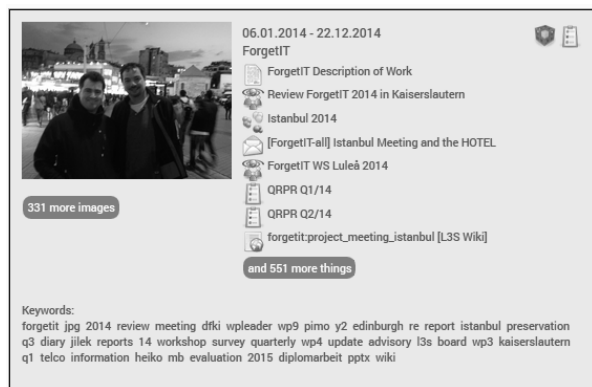 06.01.2014 - 22.12.2014
ForgetIT
ForgetIT Description of Work
Review ForgetIT 2014 in Kaiserslautern
Istanbul 2014
[ForgetIT-all] Istanbul Meeting and the HOTEL
ForgetIT WS Luleå 2014
QRPR Q1/14
QRPR Q2/14
forgetit:project_meeting_istanbul [L3S Wiki]
331 more images
and 551 more things
Keywords:
forgetit jpg 2014 review meeting dfki wpleader wp9 pimo y2 edinburgh re report istanbul preservation
q3 diary jilek reports 14 workshop survey quarterly wp4 update advisory l3s board wp3 kaiserslautern
q1 telco information heiko mb evaluation 2015 diplomarbeit pptx wiki